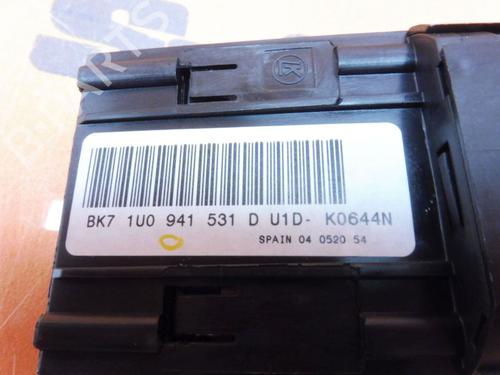 BK7 1U0 941 531 D U1D- K0644N
SPAIN 04 0520 54